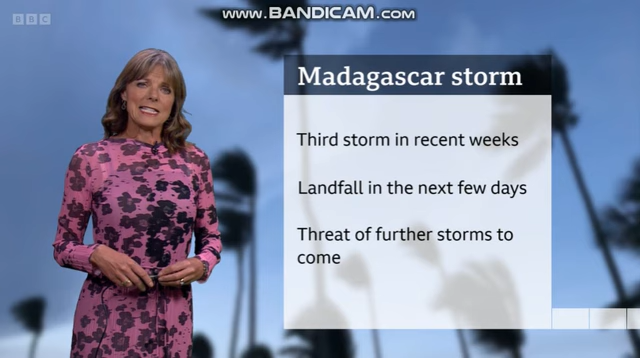 BBC
www.BANDICAM.com
Madagascar storm
Third storm in recent weeks
Landfall in the next few days
Threat of further storms to
come